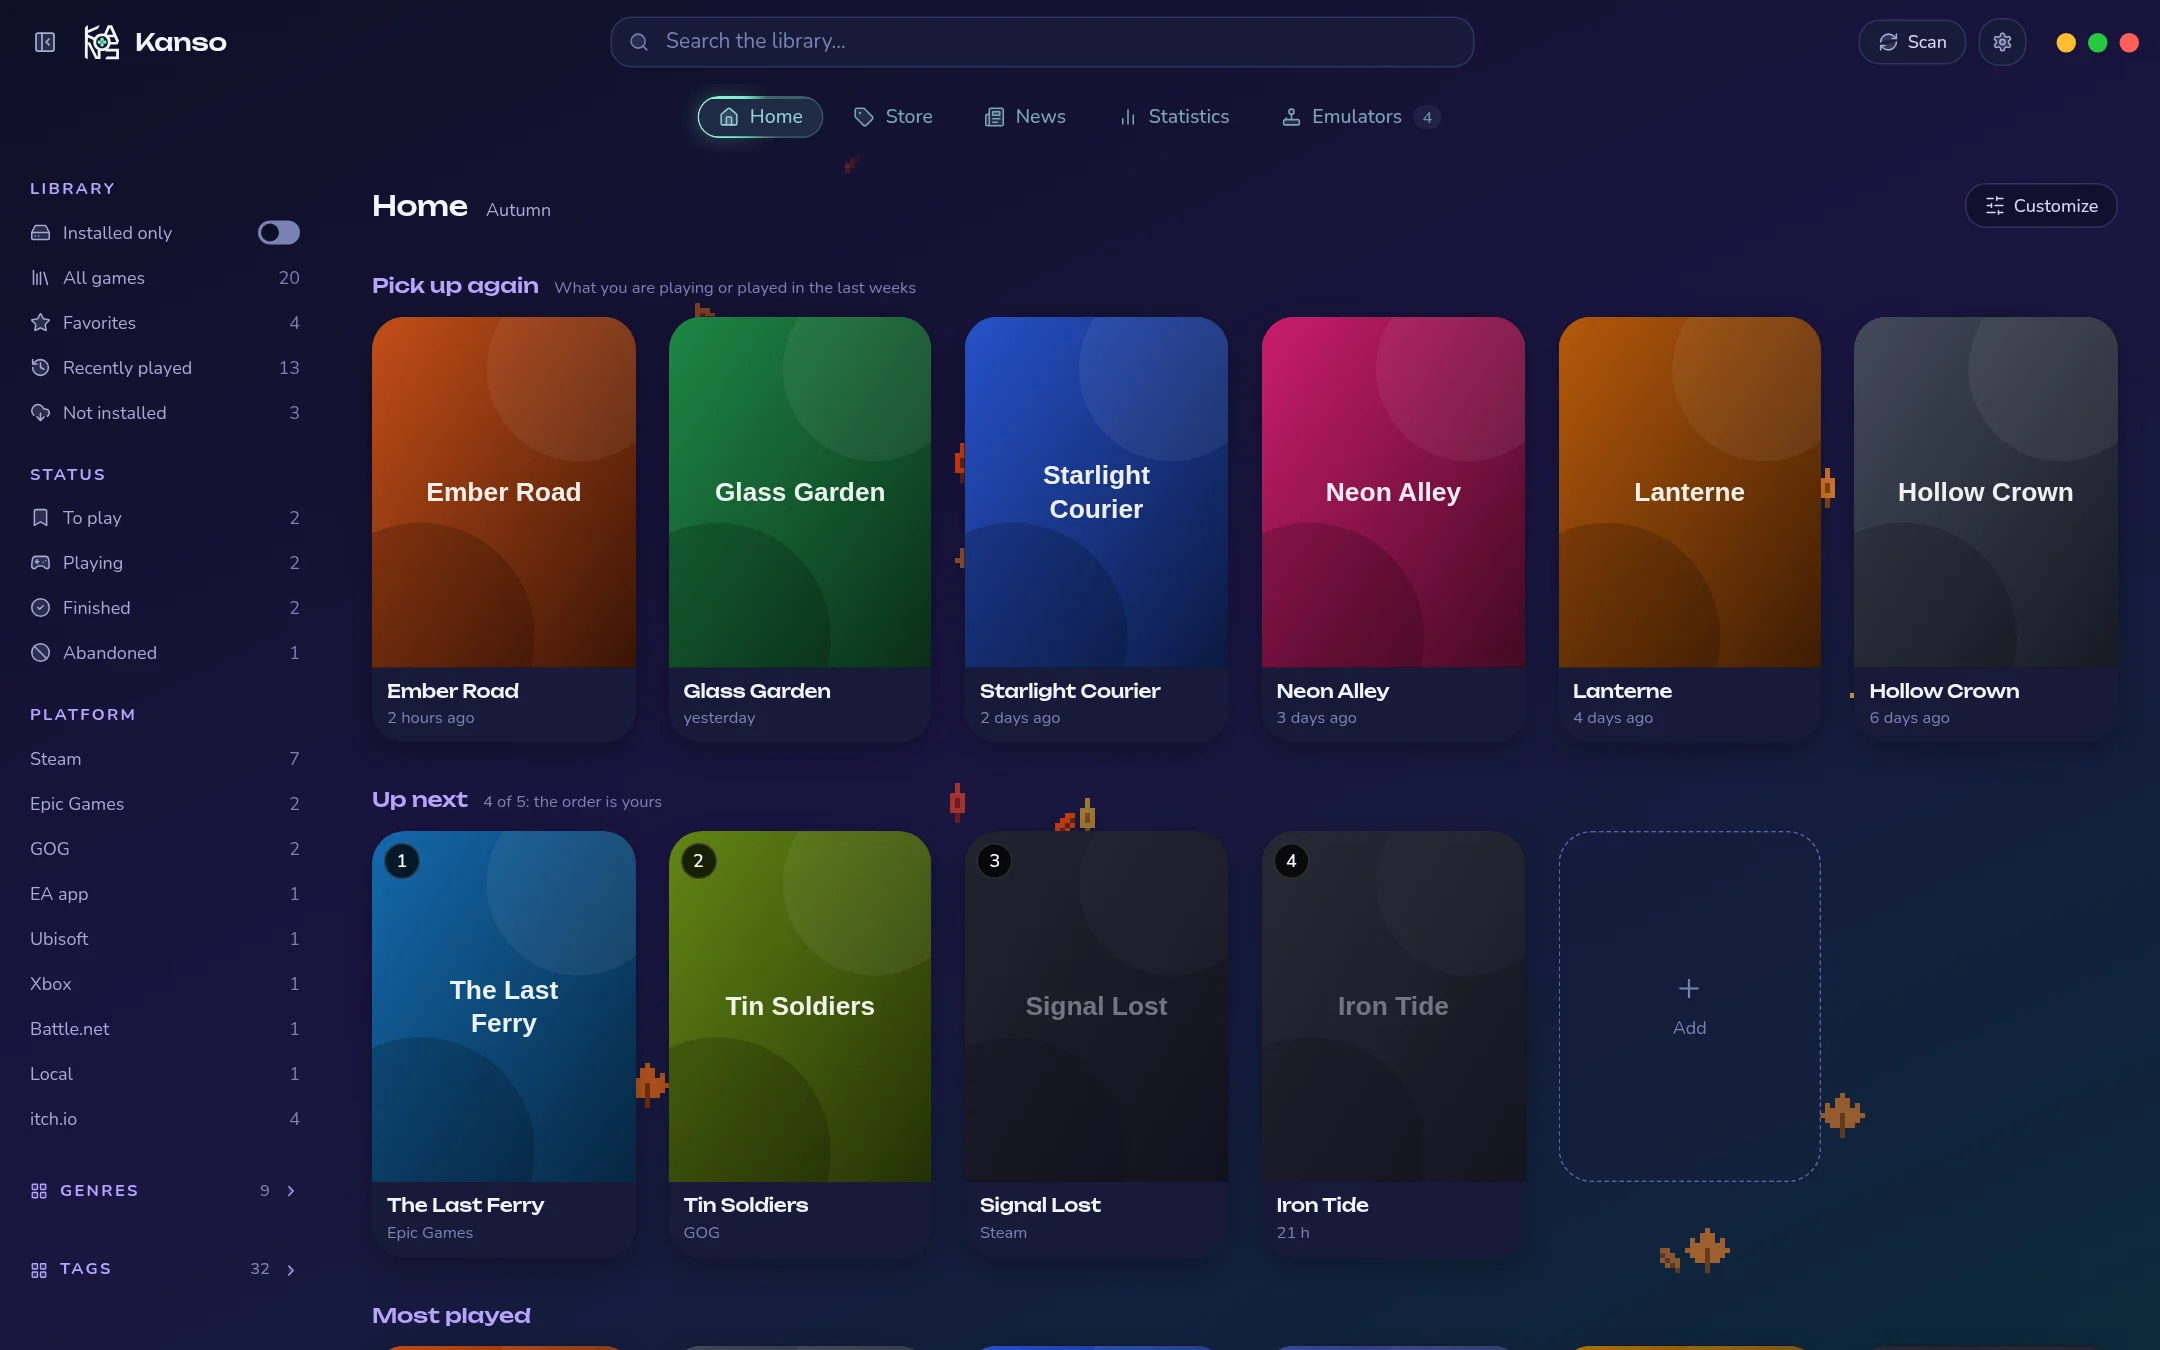 Kanso
Search the library...
Scan
Home
Store
News
Statistics
Emulators 4
LIBRARY
Installed only
All games 20
Favorites 4
Recently played 13
Not installed 3
STATUS
To play 2
Playing 2
Finished 2
Abandoned 1
PLATFORM
Steam 7
Epic Games 2
GOG 2
EA app 1
Ubisoft 1
Xbox 1
Battle.net 1
Local 1
itch.io 4
GENRES 9
TAGS 32
Home Autumn
Customize
Pick up again What you are playing or played in the last weeks
Ember Road
Ember Road
2 hours ago
Glass Garden
Glass Garden
yesterday
Starlight
Courier
Starlight Courier
2 days ago
Neon Alley
Neon Alley
3 days ago
Lanterne
Lanterne
4 days ago
Hollow Crown
Hollow Crown
6 days ago
Up next 4 of 5: the order is yours
1
The Last
Ferry
The Last Ferry
Epic Games
2
Tin Soldiers
Tin Soldiers
GOG
3
Signal Lost
Signal Lost
Steam
4
Iron Tide
Iron Tide
21 h
Add
Most played